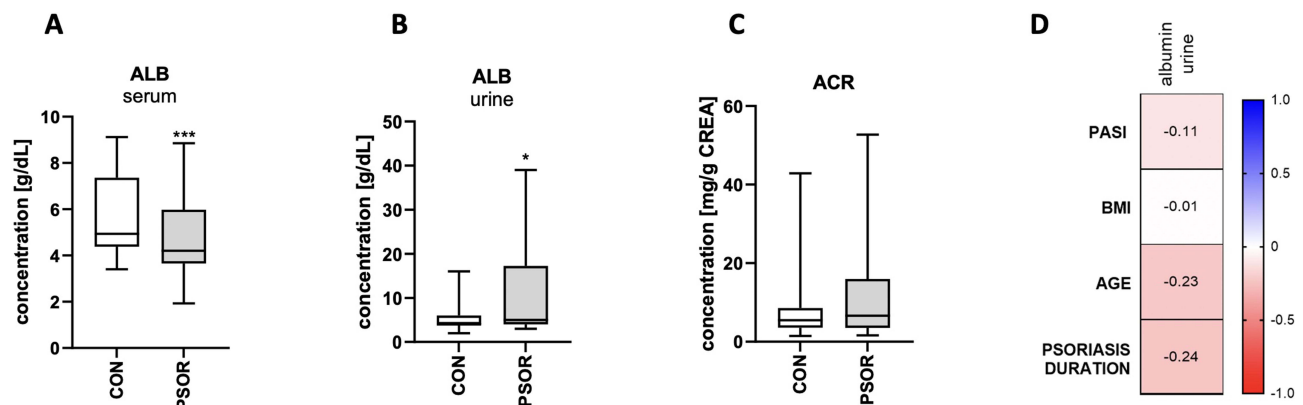 A
ALB
serum
concentration [g/dL]
10
8
6
4
2
0
***
CON
PSOR
B
ALB
urine
concentration [g/dL]
50
40
30
20
10
0
*
CON
PSOR
C
ACR
concentration [mg/g CREA]
60
40
20
0
CON
PSOR
D
albumin
urine
PASI
-0.11
BMI
-0.01
AGE
-0.23
PSORIASIS
DURATION
-0.24
1.0
0.5
0
-0.5
-1.0